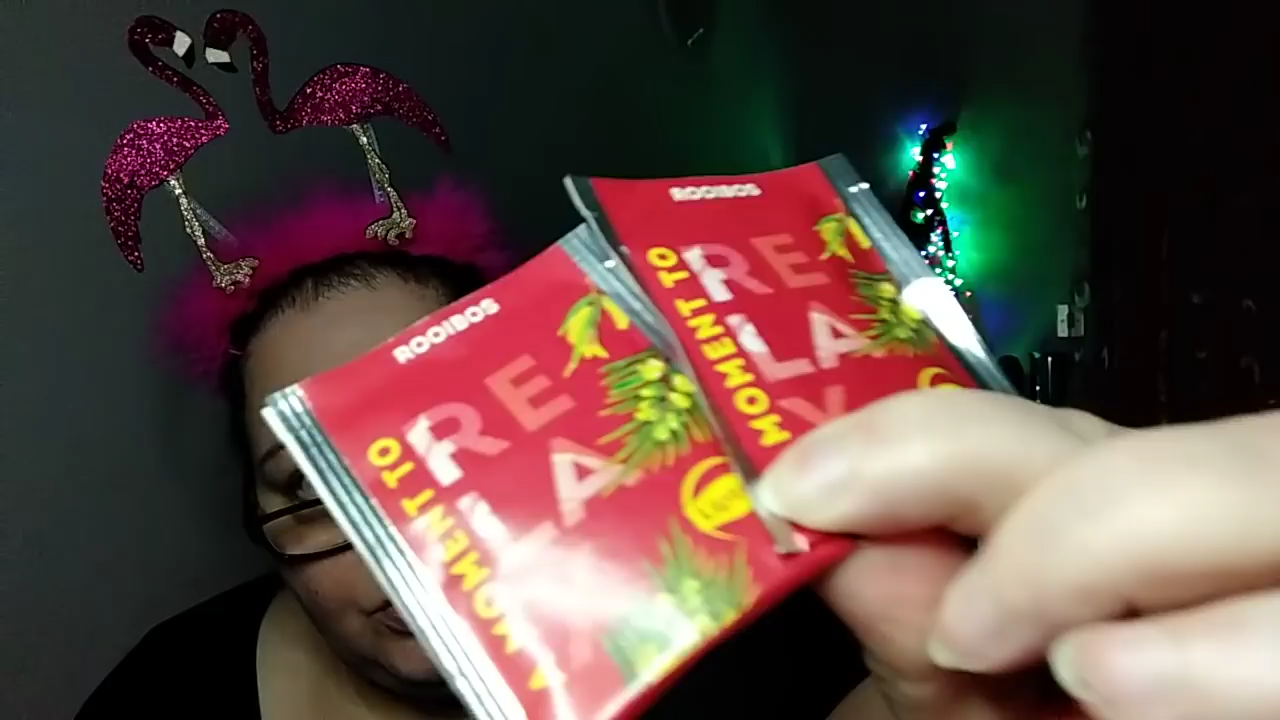 ROOIBOS
A MOMENT TO
RE
LA
X
ROOIBOS
MOMENT TO
RE
LA
X